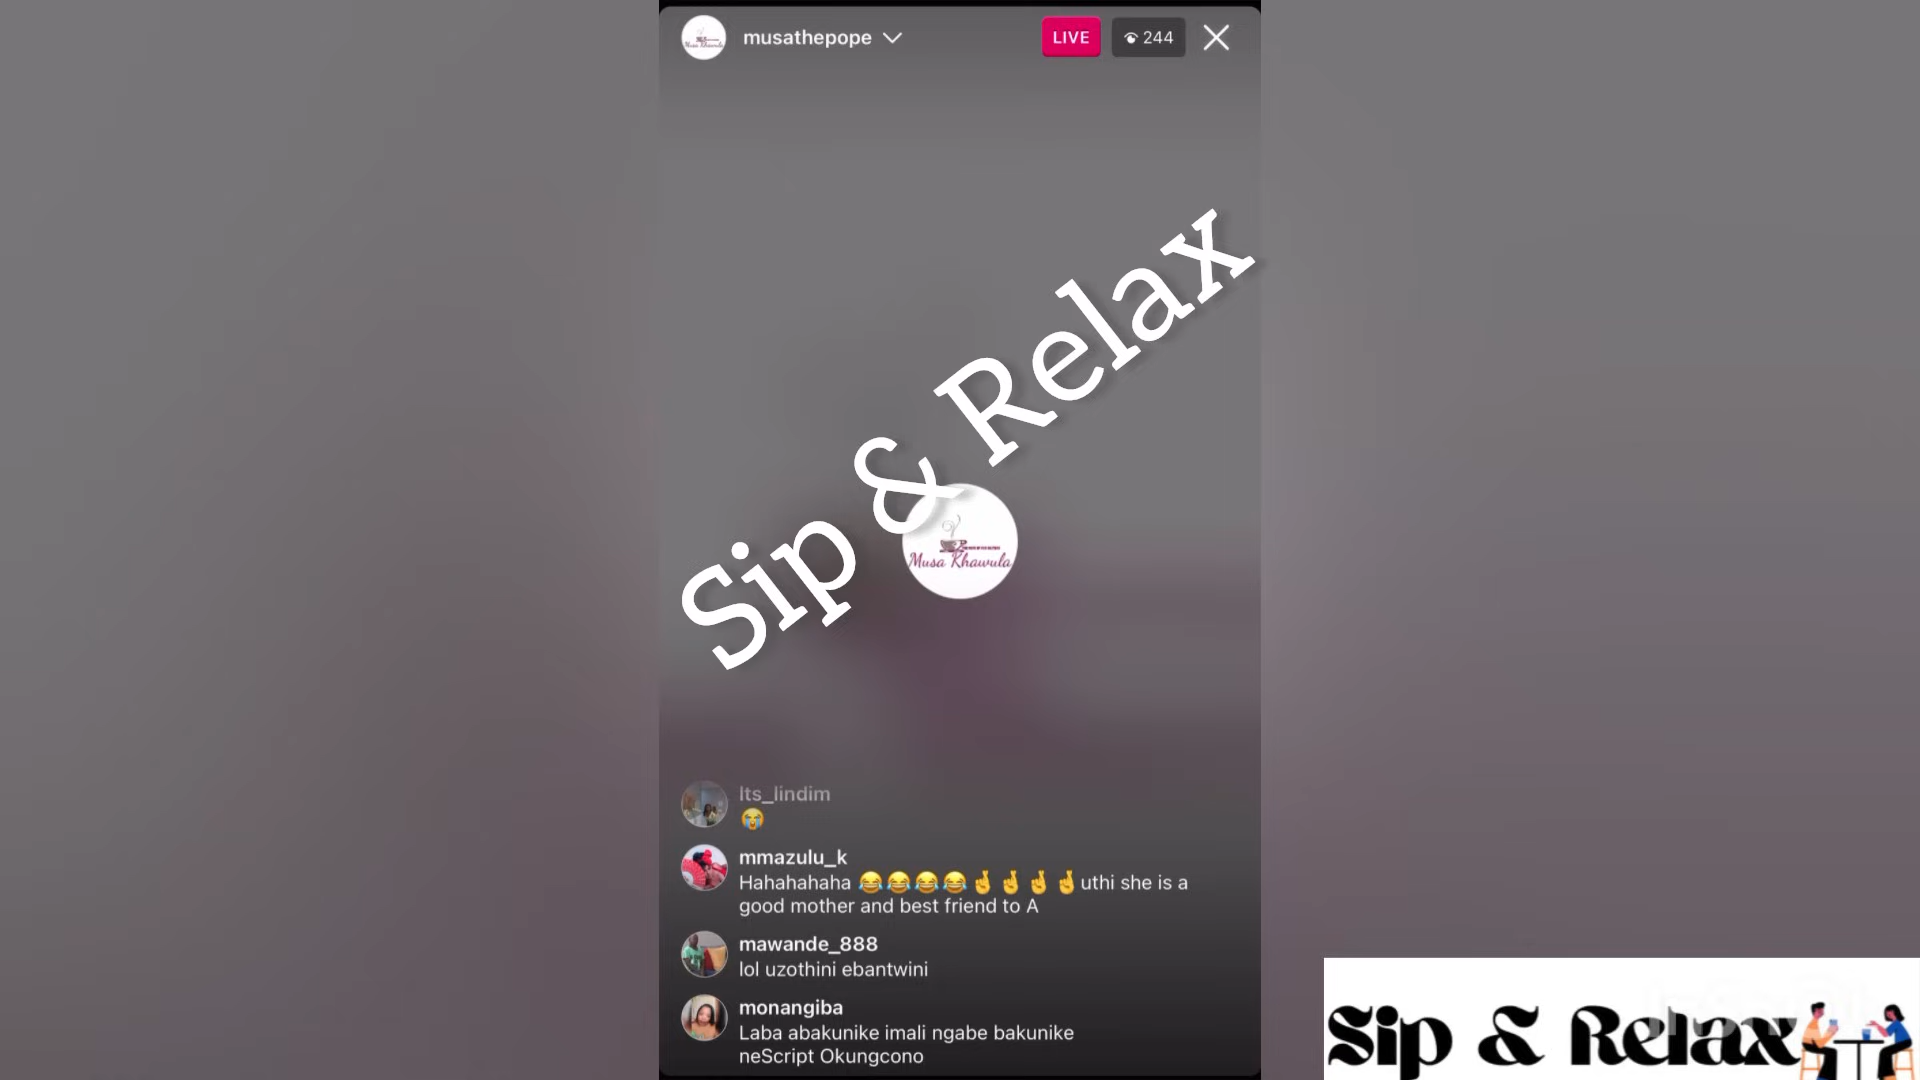 musathepope
LIVE
244
Sip & Relax
Musa Khawula
Its_lindim
😭
mmazulu_k
Hahahahaha 😂😂😂😂🤞🤞🤞🤞uthi she is a
good mother and best friend to A
mawande_888
lol uzothini ebantwini
monangiba
Laba abakunike imali ngabe bakunike
neScript Okungcono
Sip & Relax